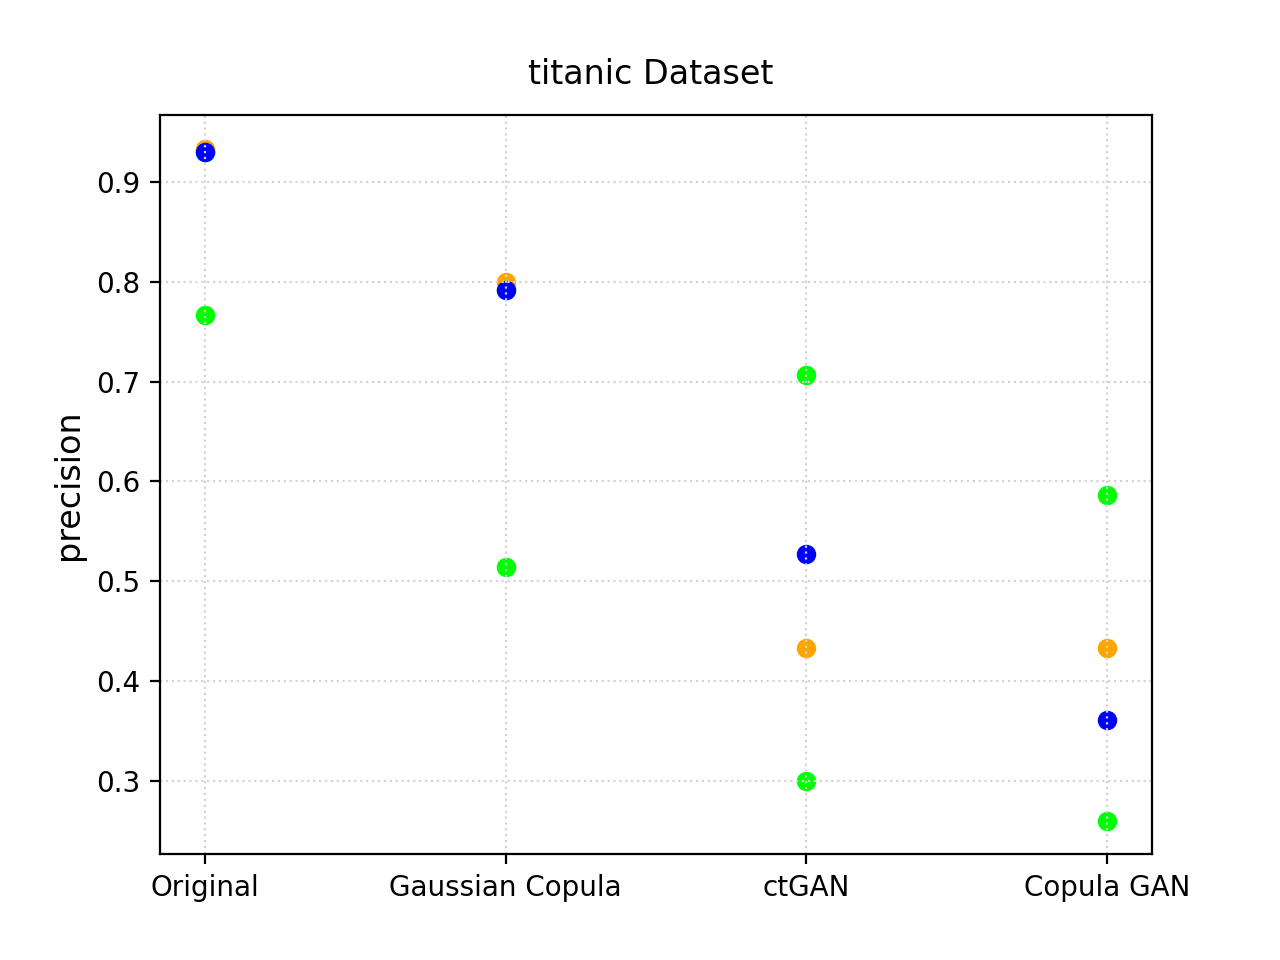 titanic Dataset
precision
0.9
0.8
0.7
0.6
0.5
0.4
0.3
Original
Gaussian Copula
ctGAN
Copula GAN